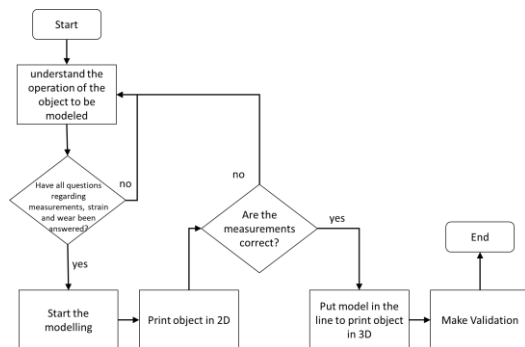 Start
understand the
operation of the
object to be
modeled
Have all questions
regarding
measurements, strain
and wear been
answered?
no
yes
Start the
modelling
Print object in 2D
Are the
measurements
correct?
no
yes
Put model in the
line to print object
in 3D
Make Validation
End